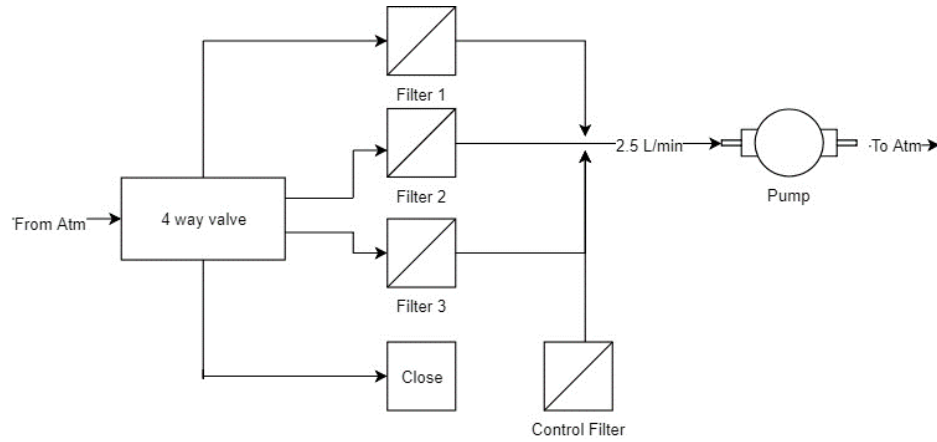 Filter 1
Filter 2
2.5 L/min
To Atm
Pump
From Atm
4 way valve
Filter 3
Close
Control Filter